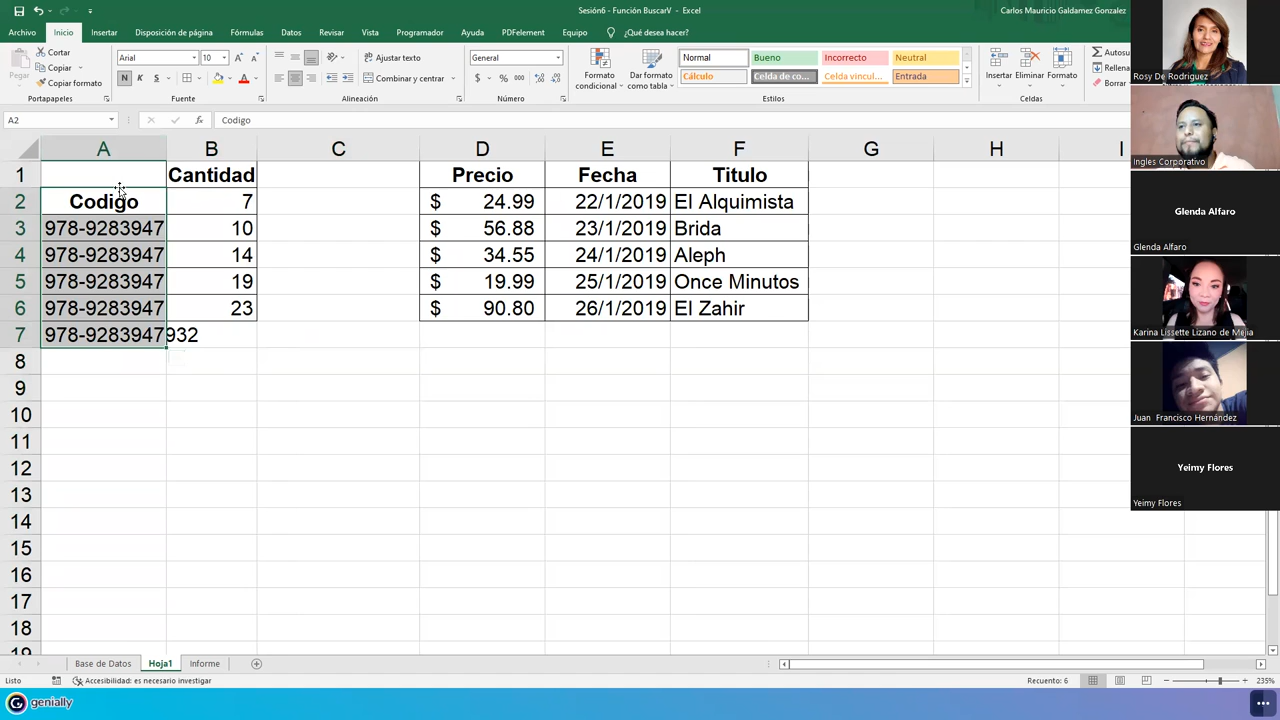 Sesión6 - Función BuscarV - Excel
Carlos Mauricio Galdamez Gonzalez
Archivo Inicio Insertar Disposición de página Fórmulas Datos Revisar Vista Programador Ayuda PDFelement Equipo ¿Qué desea hacer?
Pegar
Cortar
Copiar
Copiar formato
Portapapeles
Arial 10
N K S
Fuente
Ajustar texto
Combinar y centrar
Alineación
General
$ % 000
Número
Formato condicional
Dar formato como tabla
Normal Bueno Incorrecto Neutral
Cálculo Celda de co... Celda vincul... Entrada
Estilos
Insertar Eliminar Formato
Celdas
Autosu
Rellena
Borrar
A2 fx Codigo
A B C D E F G H I
1 Cantidad Precio Fecha Titulo
2 Codigo 7 $ 24.99 22/1/2019 El Alquimista
3 978-9283947 10 $ 56.88 23/1/2019 Brida
4 978-9283947 14 $ 34.55 24/1/2019 Aleph
5 978-9283947 19 $ 19.99 25/1/2019 Once Minutos
6 978-9283947 23 $ 90.80 26/1/2019 El Zahir
7 978-9283947932
8
9
10
11
12
13
14
15
16
17
18
19
Base de Datos Hoja1 Informe
Listo Accesibilidad: es necesario investigar Recuento: 6 235%
genially
Rosy De Rodriguez
Ingles Corporativo
Glenda Alfaro
Glenda Alfaro
Karina Lissette Lizano de Mejia
Juan Francisco Hernández
Yeimy Flores
Yeimy Flores